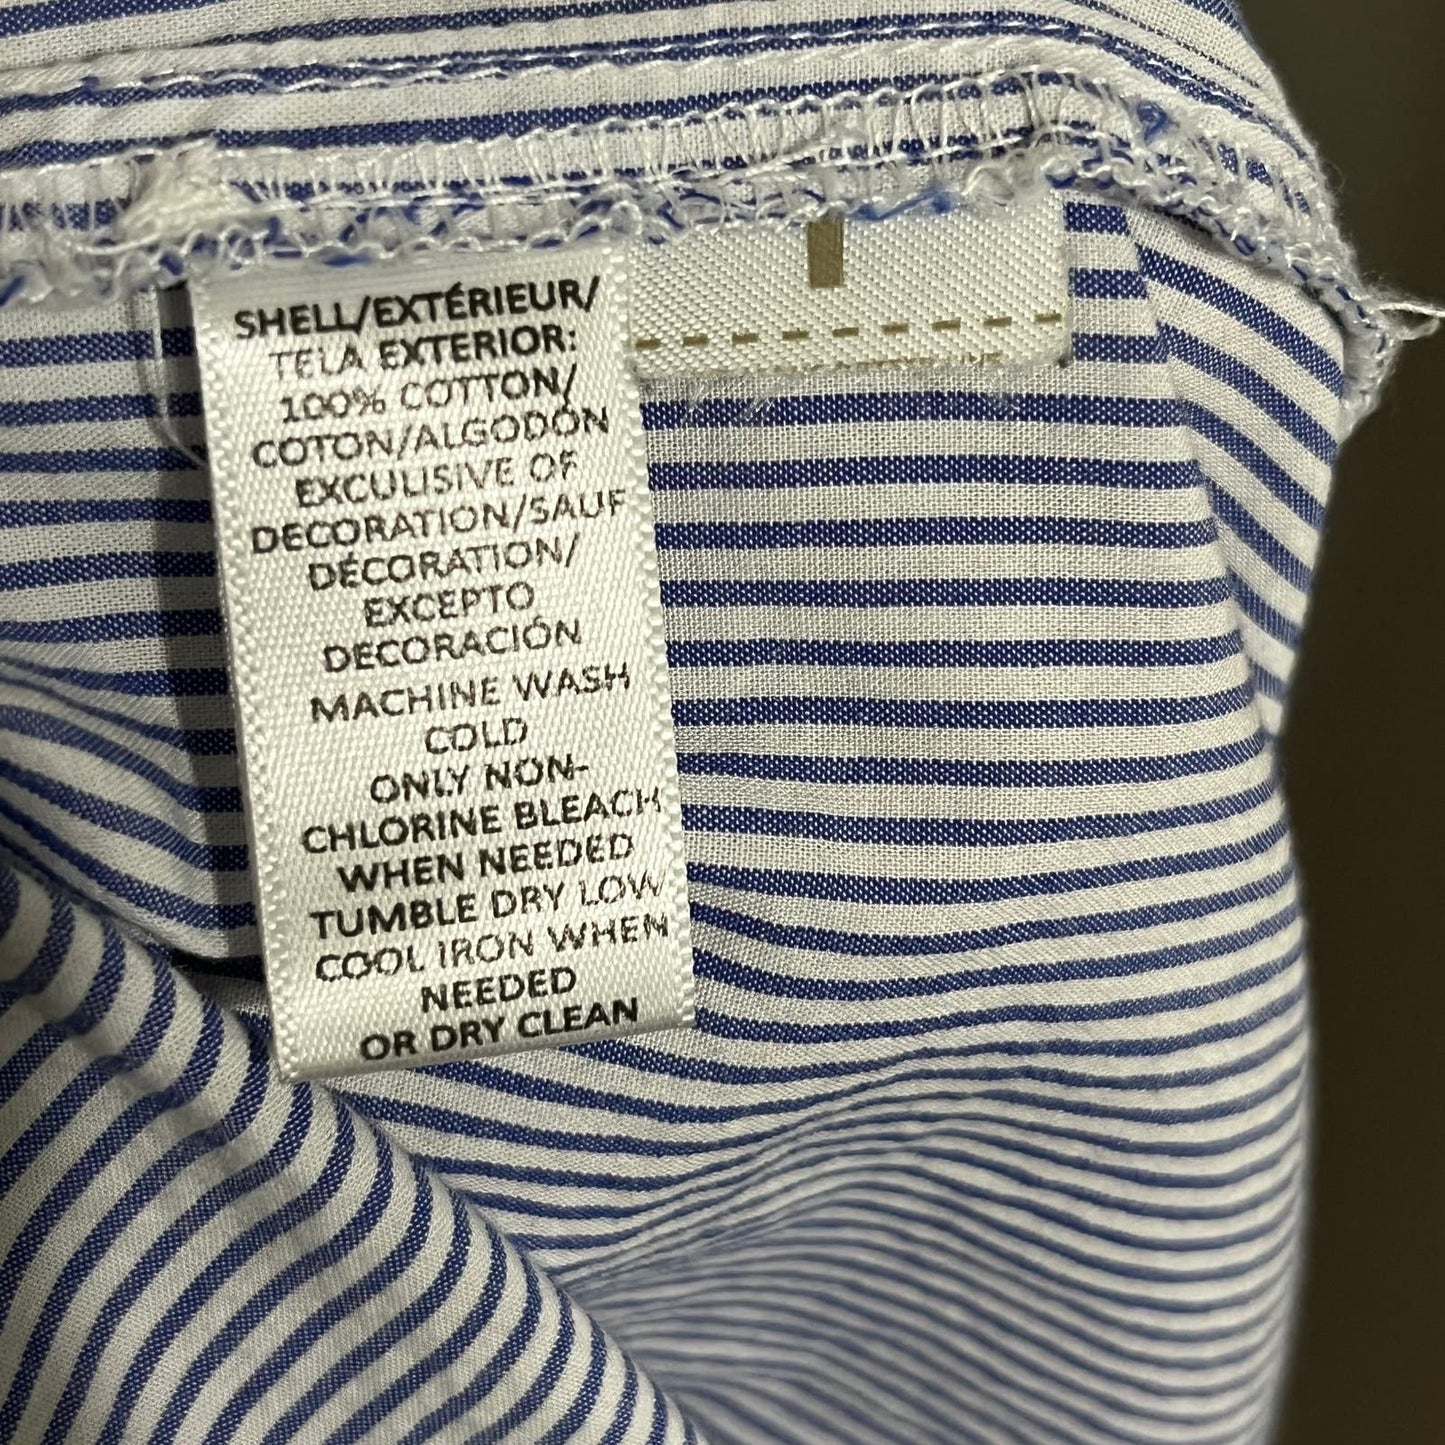 SHELL/EXTÉRIEUR/
TELA EXTERIOR:
100% COTTON/
COTON/ALGODÓN
EXCULISIVE OF
DECORATION/SAUF
DÉCORATION/
EXCEPTO
DECORACIÓN
MACHINE WASH
COLD
ONLY NON-
CHLORINE BLEACH
WHEN NEEDED
TUMBLE DRY LOW
COOL IRON WHEN
NEEDED
OR DRY CLEAN